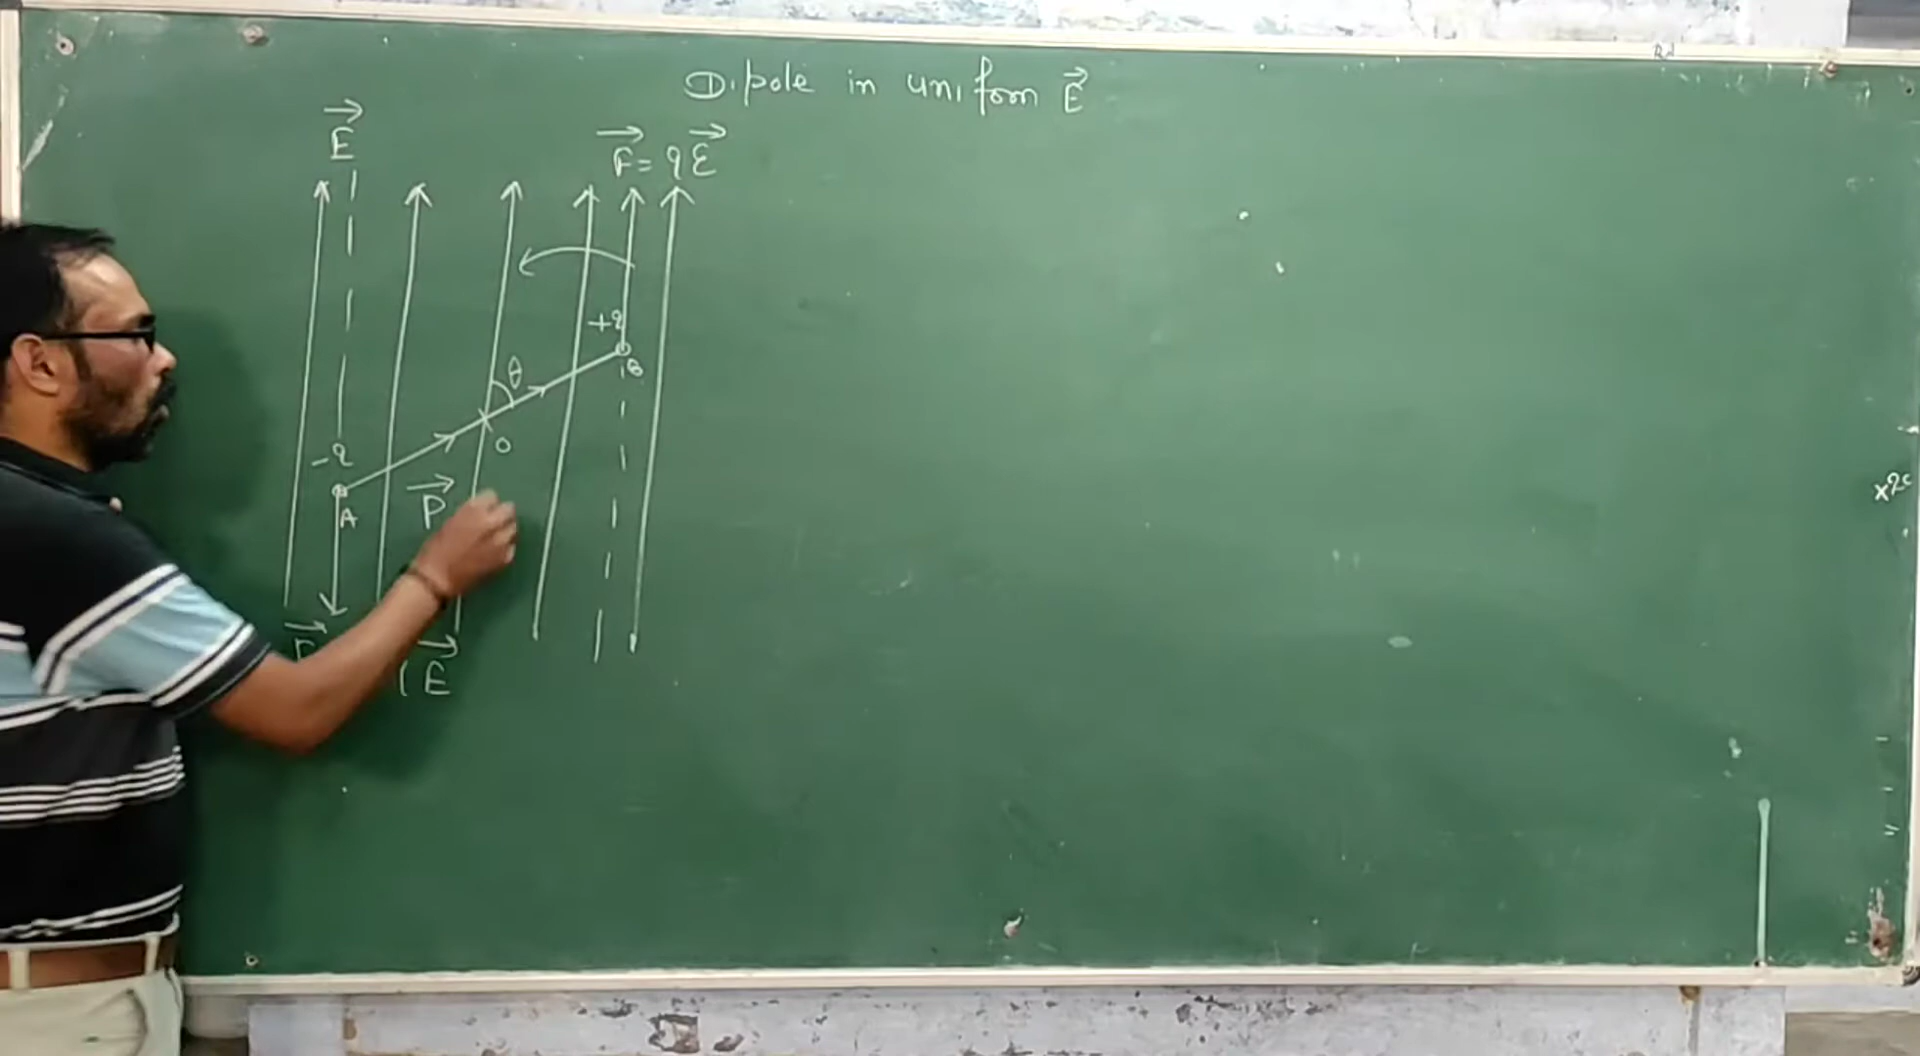 Dipole in uniform E⃗
E⃗
F⃗ = qE⃗
+q
B
θ
O
-q
A
P⃗
F⃗
E⃗